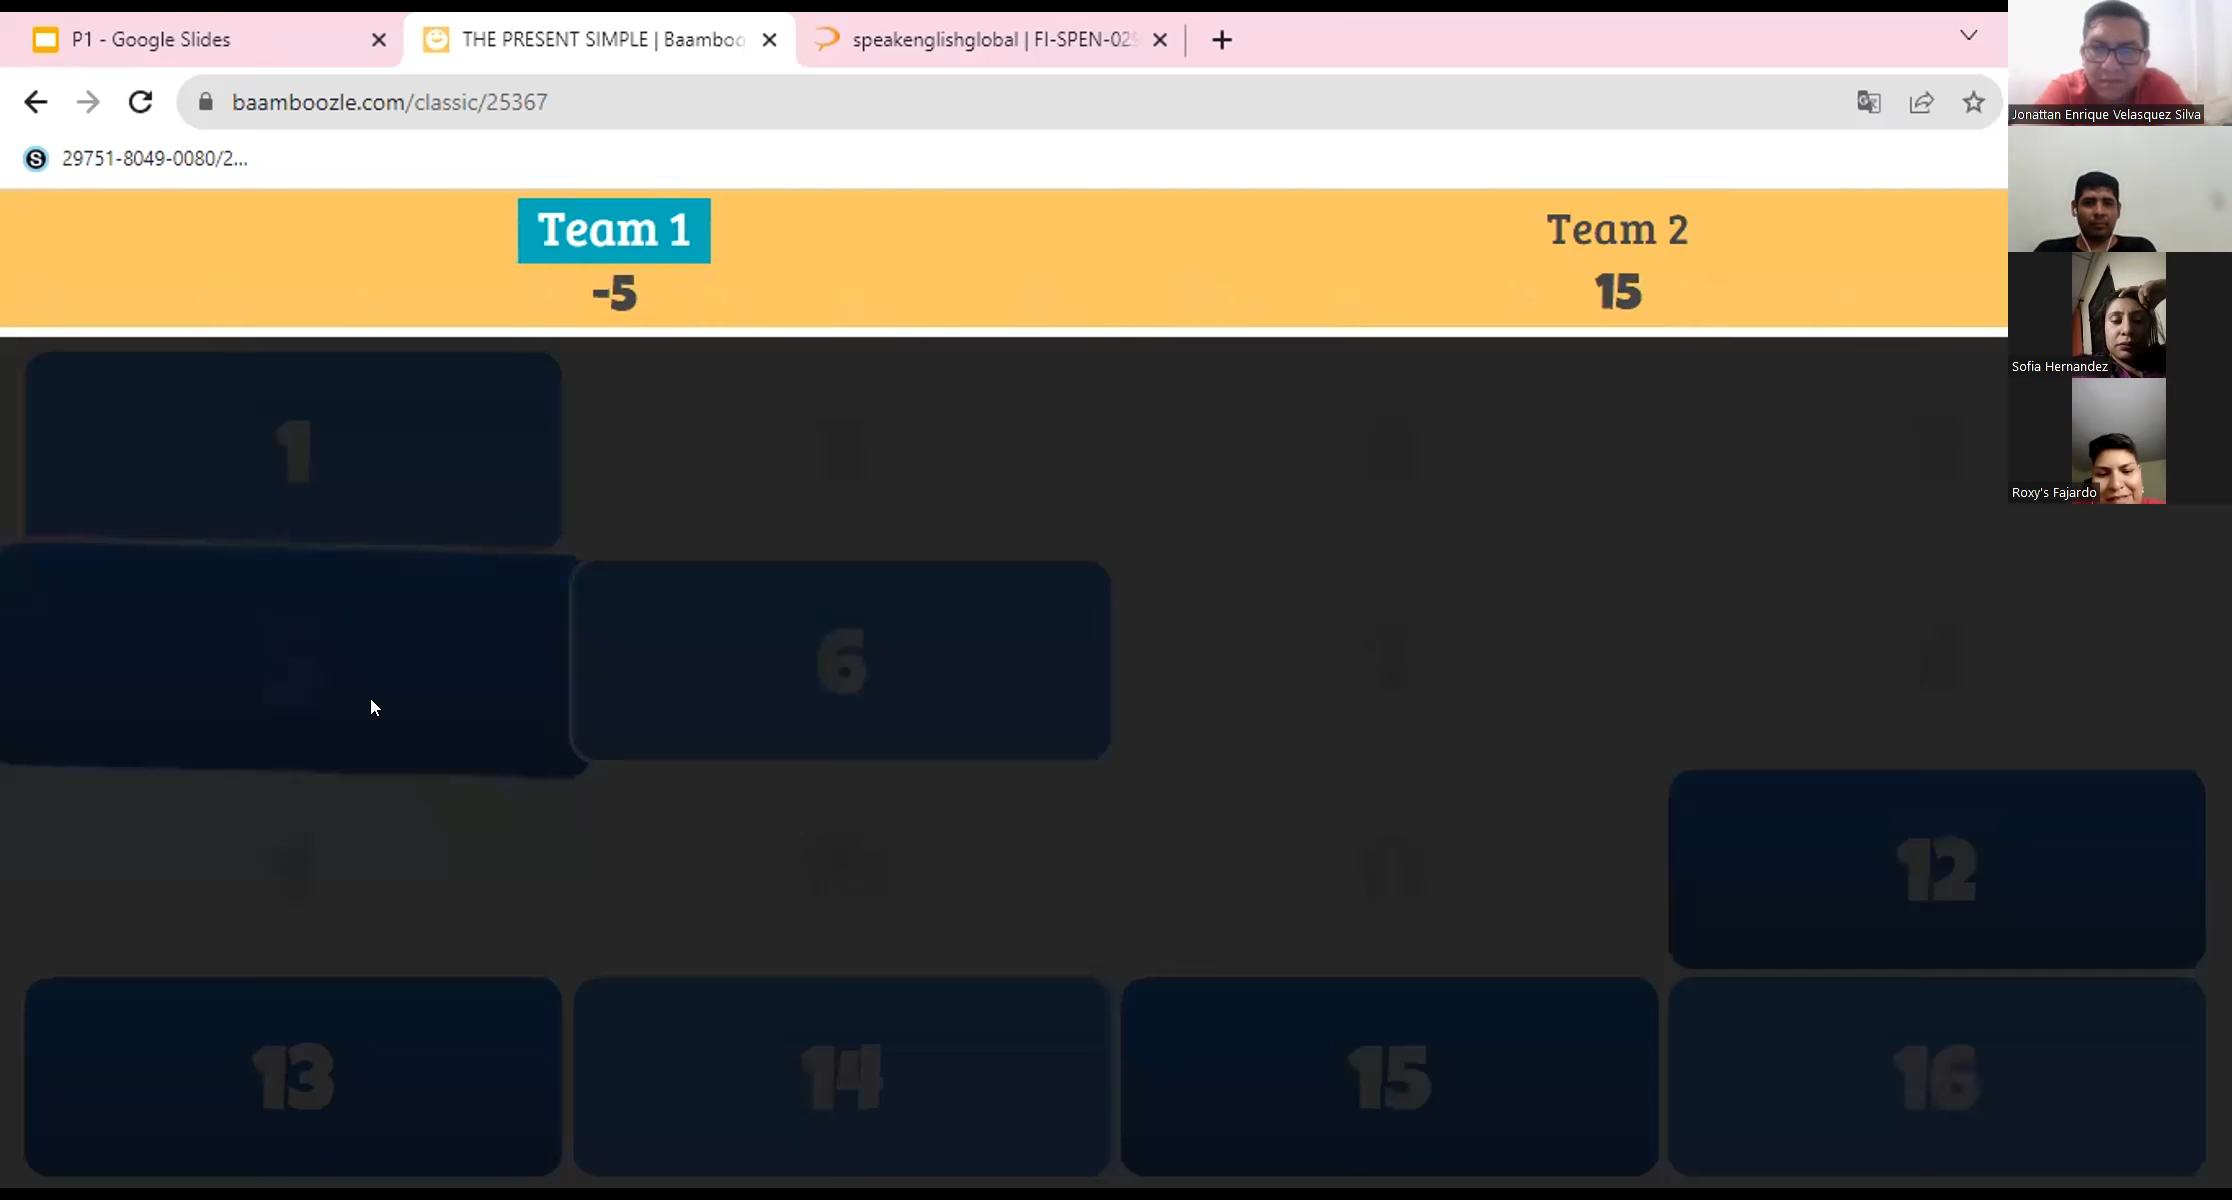 P1 - Google Slides
THE PRESENT SIMPLE | Baamboo
speakenglishglobal | FI-SPEN-029
baamboozle.com/classic/25367
29751-8049-0080/2...
Team 1
Team 2
-5
15
1
6
12
13
14
15
16
Jonattan Enrique Velasquez Silva
Sofia Hernandez
Roxy's Fajardo